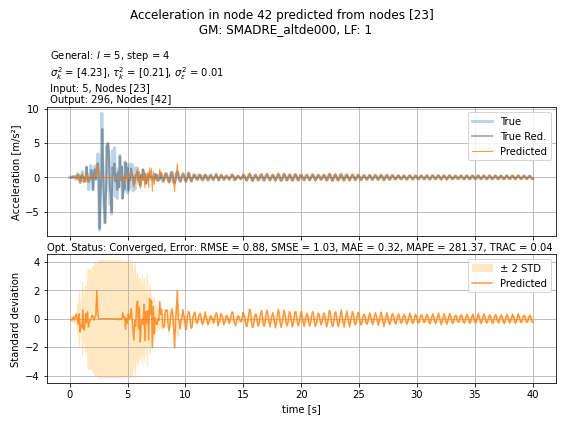 Acceleration in node 42 predicted from nodes [23]
GM: SMADRE_altde000, LF: 1
General: l = 5, step = 4
σ²ₖ = [4.23], τ²ₖ = [0.21], σ²ε = 0.01
Input: 5, Nodes [23]
Output: 296, Nodes [42]
10
5
0
−5
Acceleration [m/s²]
True
True Red.
Predicted
Opt. Status: Converged, Error: RMSE = 0.88, SMSE = 1.03, MAE = 0.32, MAPE = 281.37, TRAC = 0.04
4
2
0
−2
−4
Standard deviation
± 2 STD
Predicted
0 5 10 15 20 25 30 35 40
time [s]